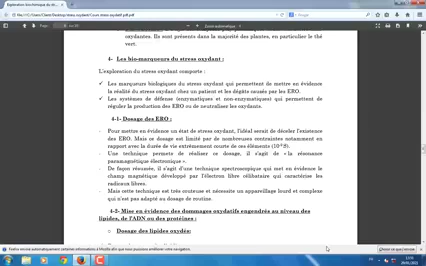 oxydantes. Ils sont présents dans la majorité des plantes, en particulier le thé
vert.
4- Les bio-marqueurs du stress oxydant :
L'exploration du stress oxydant comporte :
✓ Les marqueurs biologiques du stress oxydant qui permettent de mettre en évidence
la réalité du stress oxydant chez un patient et les dégâts causés par les ERO.
✓ Les systèmes de défense (enzymatiques et non-enzymatiques) qui permettent de
réguler la production des ERO ou de neutraliser les oxydants.
4-1- Dosage des ERO :
- Pour mettre en évidence un état de stress oxydant, l'idéal serait de déceler l'existence
des ERO. Mais ce dosage est limité par de nombreuses contraintes notamment en
rapport avec la durée de vie extrêmement courte de ces éléments
- Une technique permets de réaliser ce dosage, il s'agit de « la résonance
paramagnétique électronique ».
- De façon résumée, il s'agit d'une technique spectroscopique qui met en évidence le
champ magnétique développé par l'électron libre célibataire qui caractérise les
radicaux libres.
- Mais cette technique est très couteuse et nécessite un appareillage lourd et complexe
qui n'est pas adapté au dosage de routine.
4-2- Mise en évidence des dommages oxydatifs engendrés au niveau des
lipides, de l'ADN ou des protéines :
o Dosage des lipides:
FR
12:55